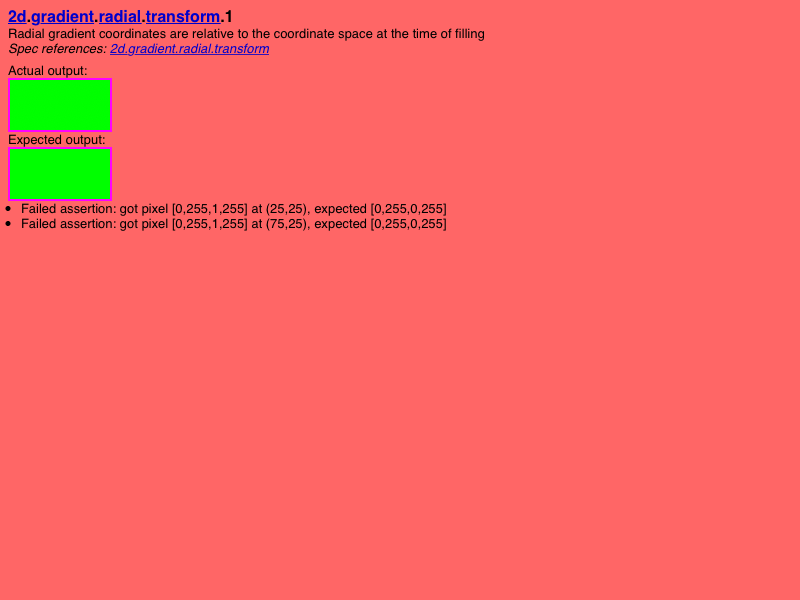 2d.gradient.radial.transform.1
Radial gradient coordinates are relative to the coordinate space at the time of filling
Spec references: 2d.gradient.radial.transform
Actual output:
Expected output:
• Failed assertion: got pixel [0,255,1,255] at (25,25), expected [0,255,0,255]
• Failed assertion: got pixel [0,255,1,255] at (75,25), expected [0,255,0,255]